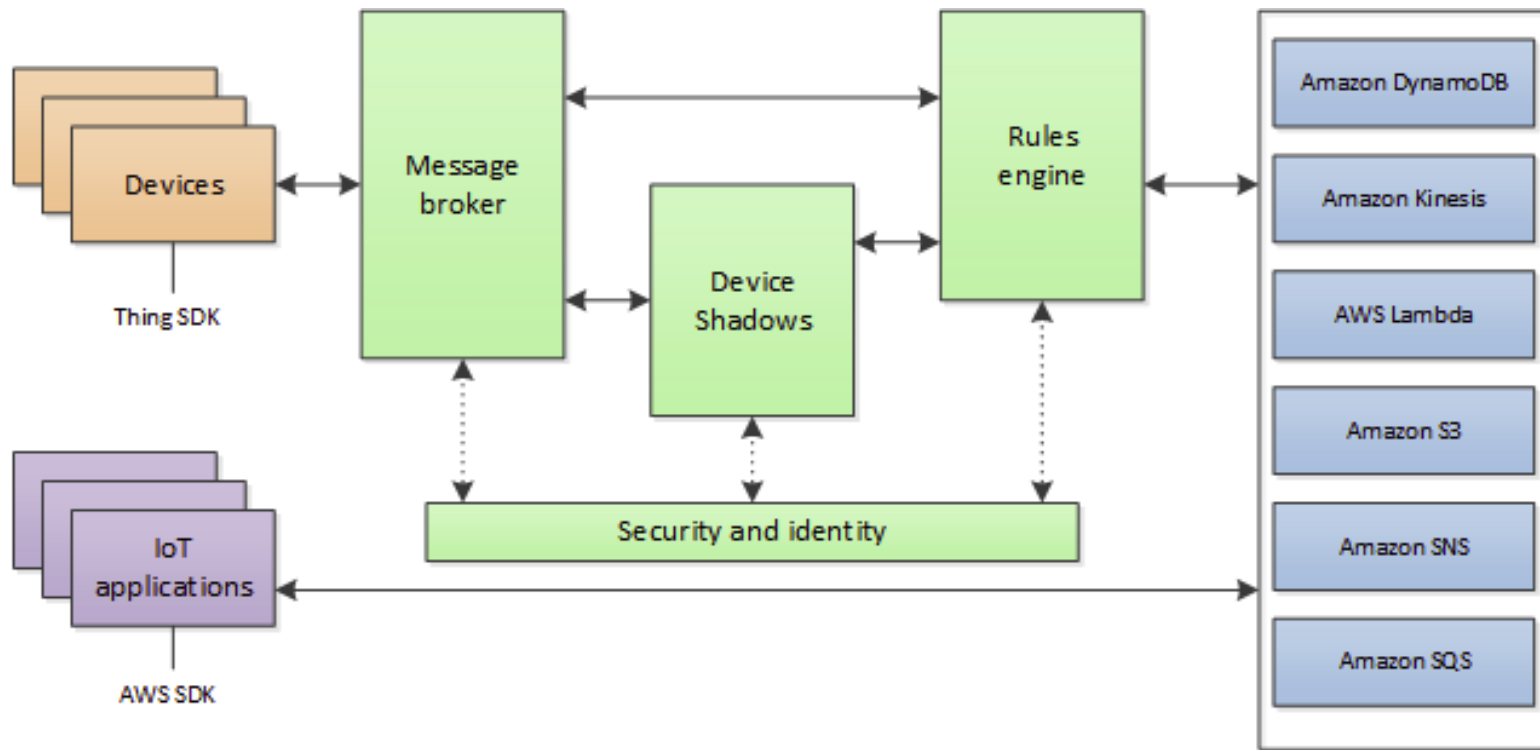 Devices
Thing SDK
Message
broker
Device
Shadows
Rules
engine
Security and identity
IoT
applications
AWS SDK
Amazon DynamoDB
Amazon Kinesis
AWS Lambda
Amazon S3
Amazon SNS
Amazon SQS